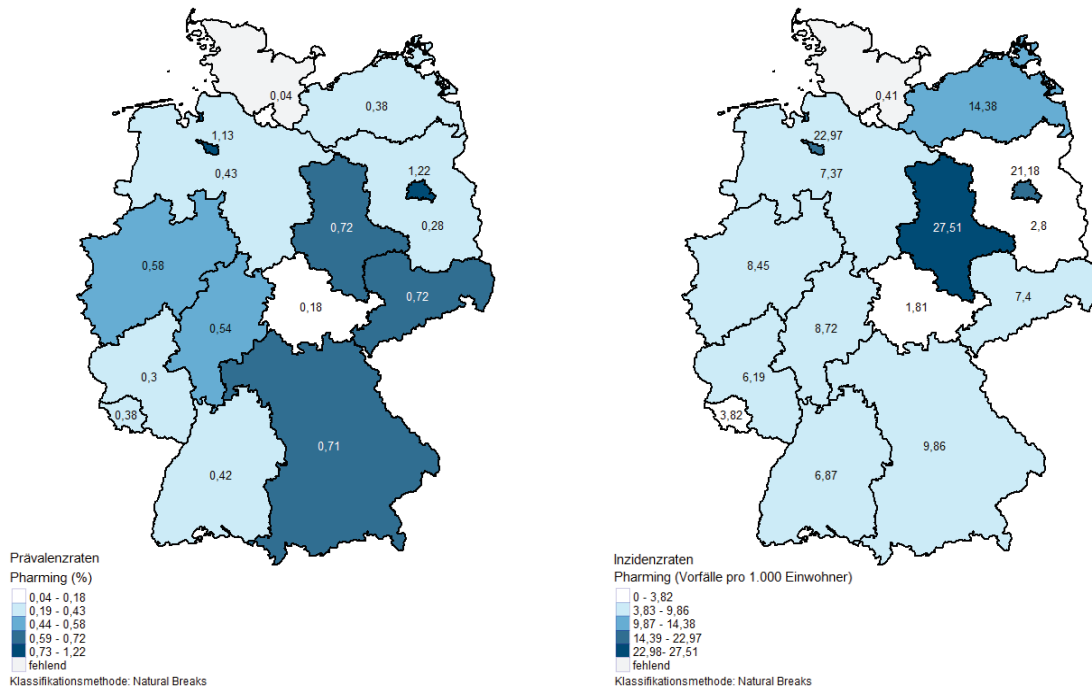 0,04
0,38
1,13
0,43
1,22
0,28
0,72
0,58
0,72
0,54
0,18
0,3
0,38
0,71
0,42
Prävalenzraten
Pharming (%)
0,04 - 0,18
0,19 - 0,43
0,44 - 0,58
0,59 - 0,72
0,73 - 1,22
fehlend
Klassifikationsmethode: Natural Breaks
0,41
14,38
22,97
7,37
21,18
2,8
27,51
8,45
7,4
8,72
1,81
6,19
3,82
9,86
6,87
Inzidenzraten
Pharming (Vorfälle pro 1.000 Einwohner)
0 - 3,82
3,83 - 9,86
9,87 - 14,38
14,39 - 22,97
22,98- 27,51
fehlend
Klassifikationsmethode: Natural Breaks